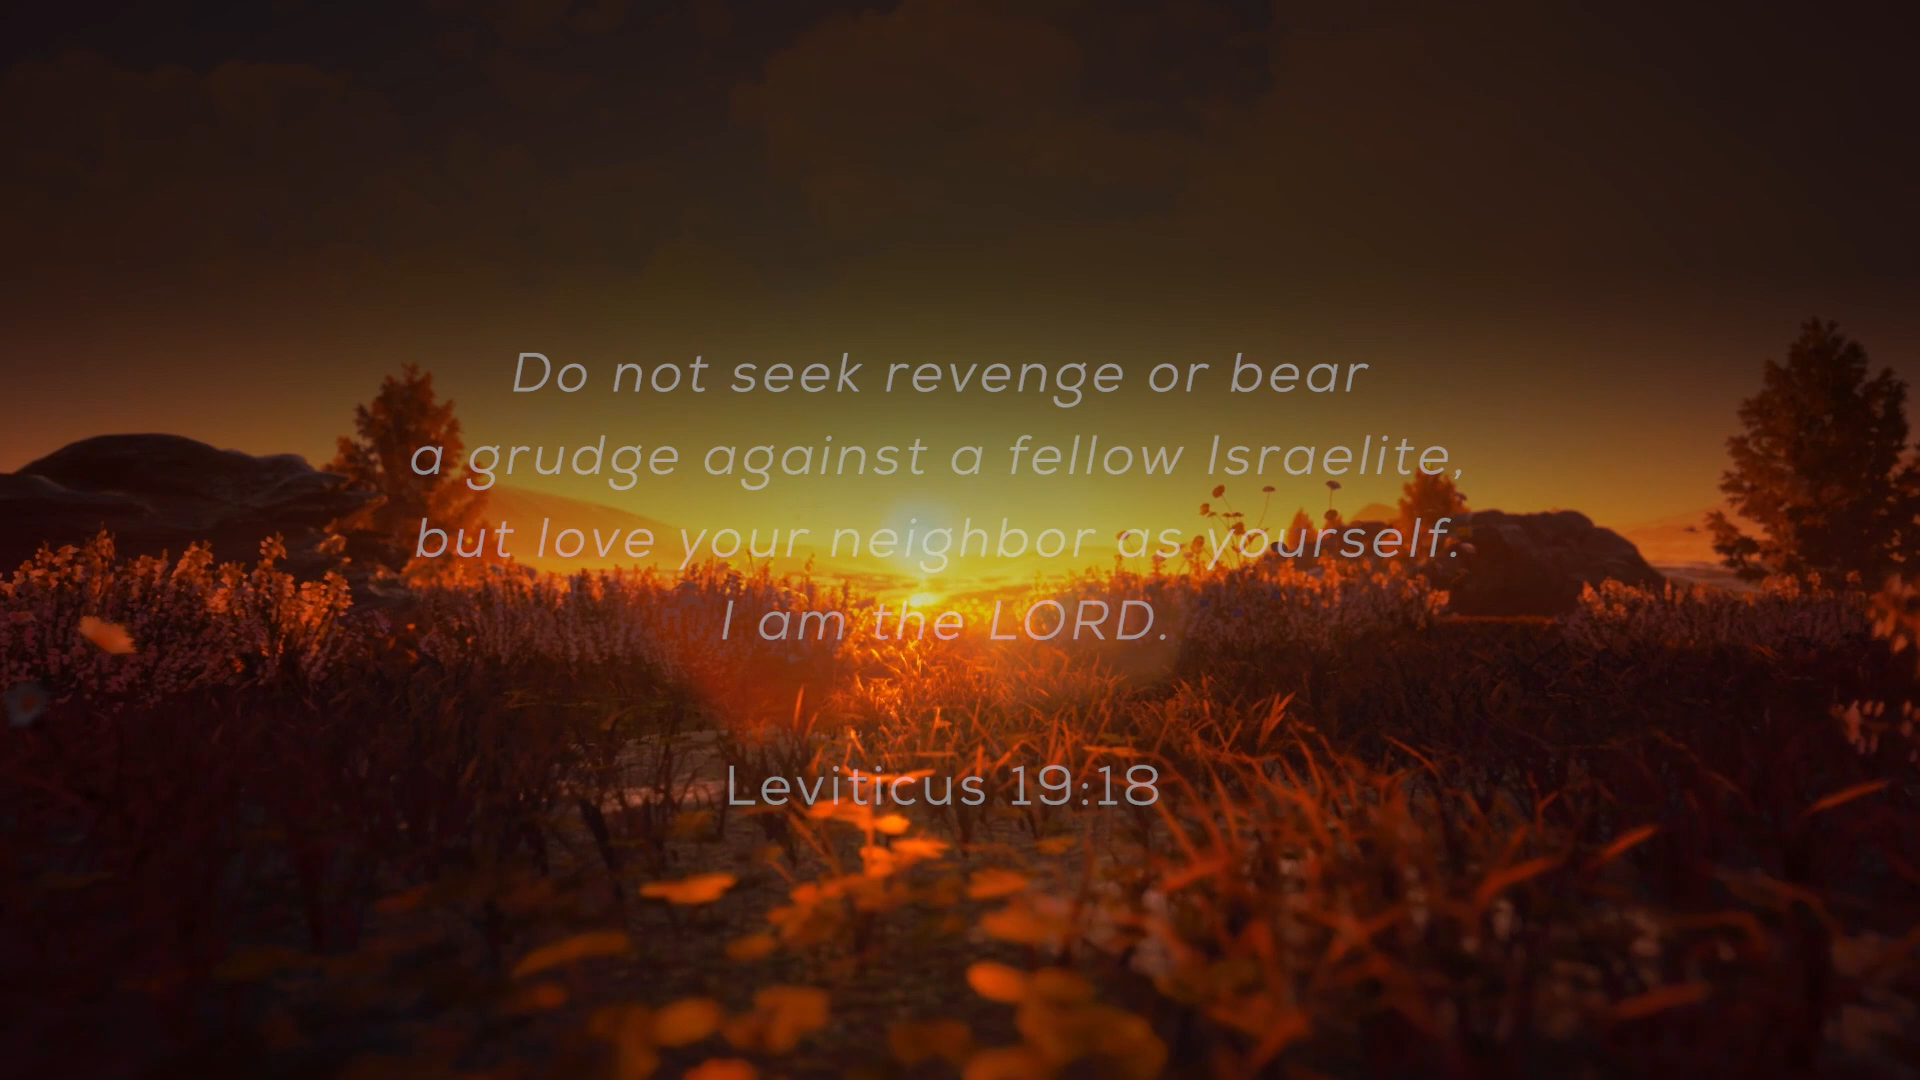 Do not seek revenge or bear
a grudge against a fellow Israelite,
but love your neighbor as yourself.
I am the LORD.
Leviticus 19:18